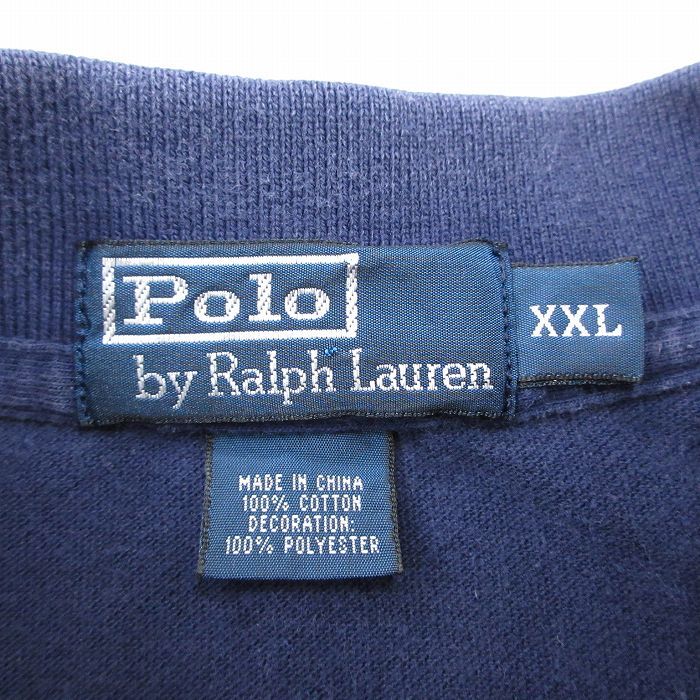 Polo
by Ralph Lauren
XXL
MADE IN CHINA
100% COTTON
DECORATION:
100% POLYESTER